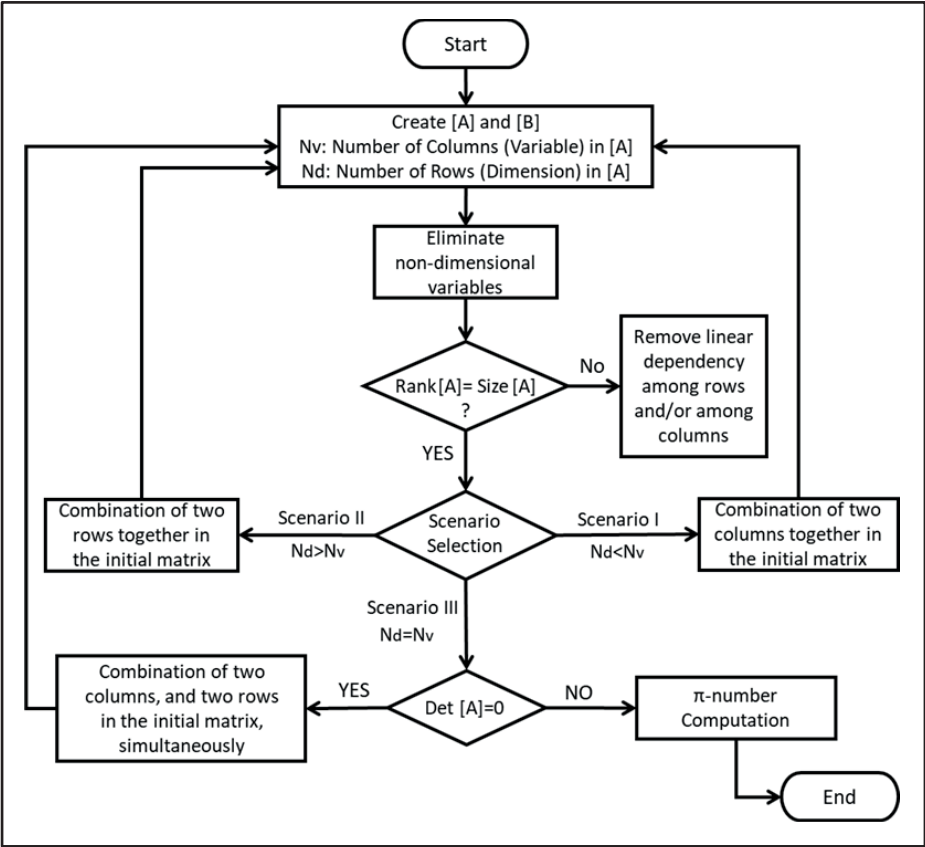 Start
Create [A] and [B]
Nv: Number of Columns (Variable) in [A]
Nd: Number of Rows (Dimension) in [A]
Eliminate
non-dimensional
variables
Rank[A]= Size[A]
?
No
Remove linear
dependency
among rows
and/or among
columns
YES
Combination of two
rows together in
the initial matrix
Scenario II
Nd>Nv
Scenario
Selection
Scenario I
Nd<Nv
Combination of two
columns together in
the initial matrix
Scenario III
Nd=Nv
Combination of two
columns, and two rows
in the initial matrix,
simultaneously
YES
Det [A]=0
NO
π-number
Computation
End